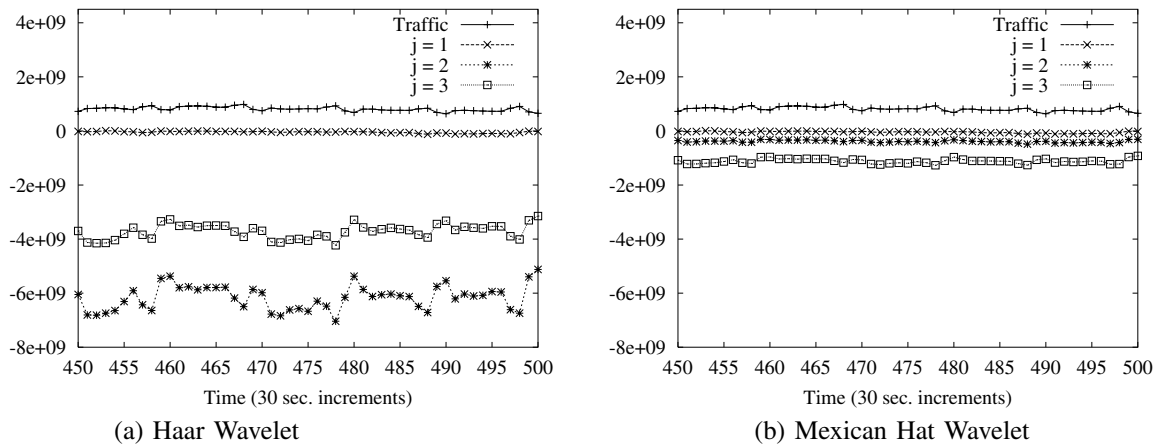 4e+09
2e+09
0
-2e+09
-4e+09
-6e+09
-8e+09
450 455 460 465 470 475 480 485 490 495 500
Time (30 sec. increments)
Traffic
j = 1
j = 2
j = 3
(a) Haar Wavelet
4e+09
2e+09
0
-2e+09
-4e+09
-6e+09
-8e+09
450 455 460 465 470 475 480 485 490 495 500
Time (30 sec. increments)
Traffic
j = 1
j = 2
j = 3
(b) Mexican Hat Wavelet